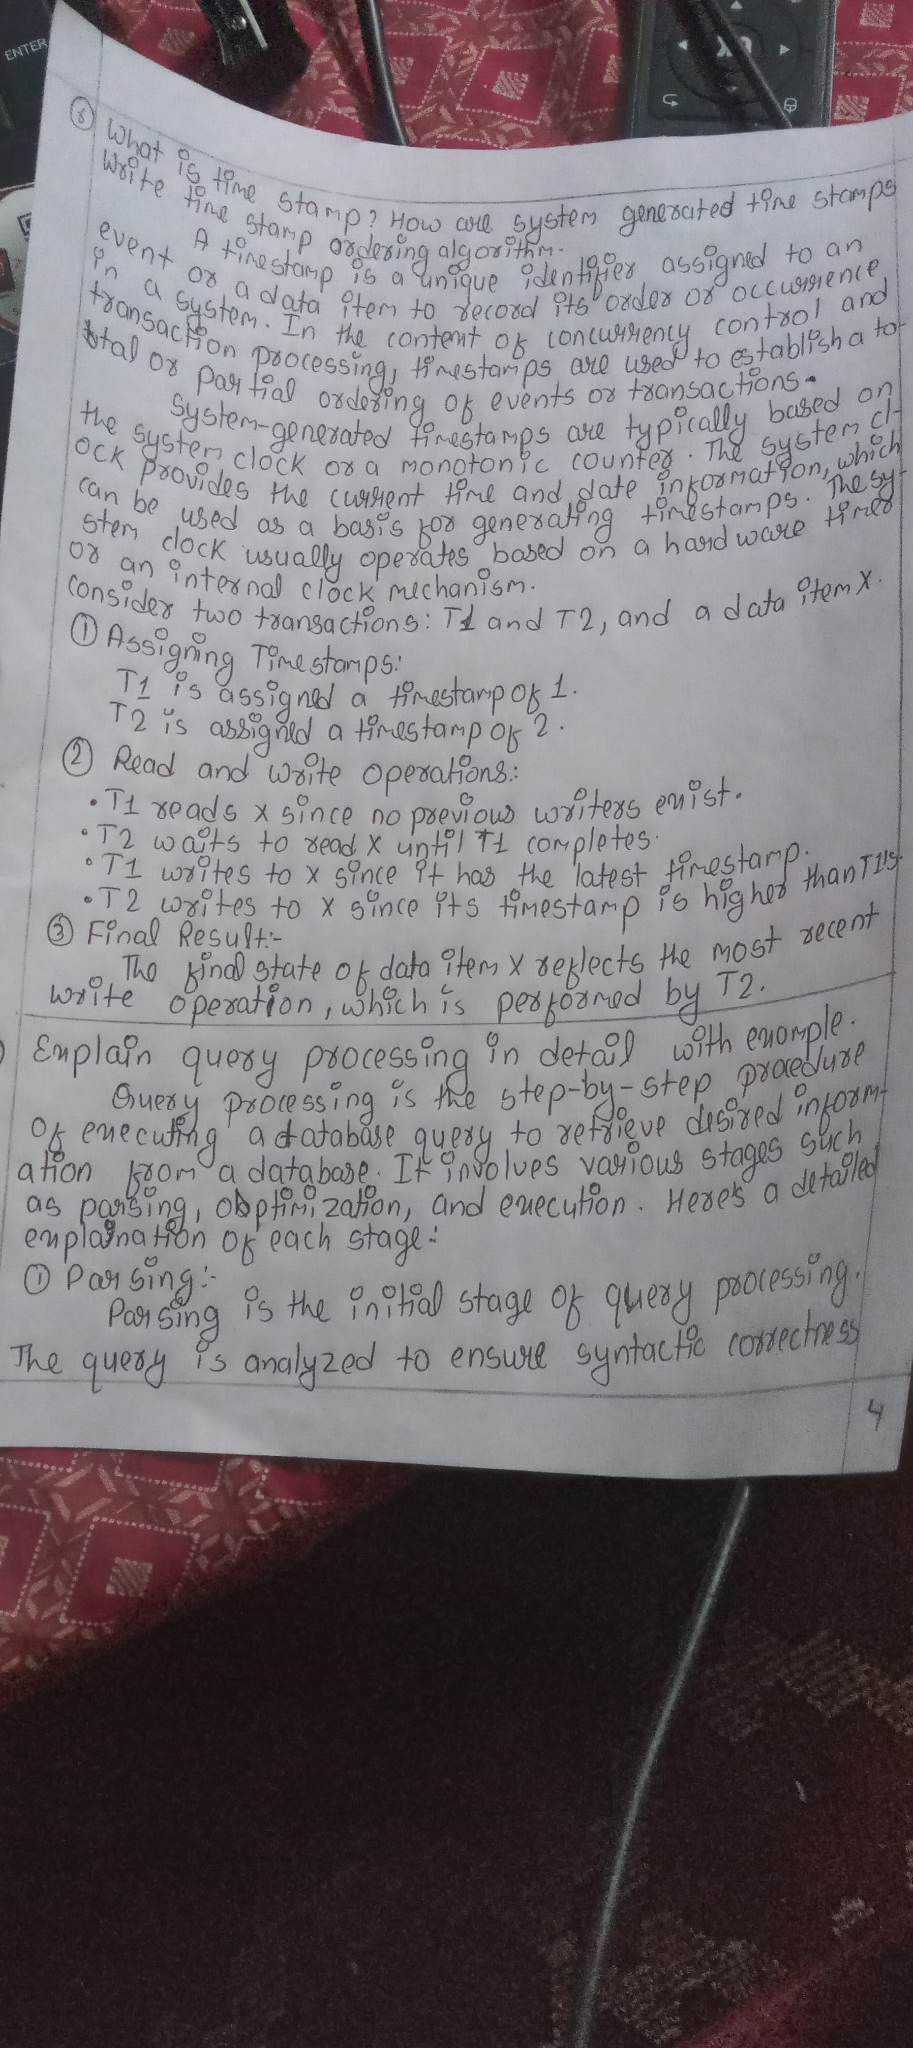 ENTER
⑧ What is time stamp? How are system generated time stamps
Write time stamp ordering algorithm.
A timestamp is a unique identifier assigned to an
event or a data item to record its order or occurrence
in a system. In the content of concurrency control and
transaction processing, timestamps are used to establish a to-
total or partial ordering of events or transactions.
System-generated timestamps are typically based on
the system clock or a monotonic counter. The system cl-
ock provides the current time and date information, which
can be used as a basis for generating timestamps. The sy-
stem clock usually operates based on a hardware timer
or an internal clock mechanism.
Consider two transactions: T1 and T2, and a data item X.
① Assigning Timestamps:
T1 is assigned a timestamp of 1.
T2 is assigned a timestamp of 2.
② Read and write operations:
• T1 reads x since no previous writers exist.
• T2 waits to read X until T1 completes.
• T1 writes to x since it has the latest timestamp.
• T2 writes to x since its timestamp is higher than T1's
③ Final Result:-
The final state of data item x reflects the most recent
write operation, which is performed by T2.
Explain query processing in detail with example.
Query processing is the step-by-step procedure
of executing a database query to retrieve desired inform-
ation from a database. It involves various stages such
as parsing, obptimization, and execution. Here's a detailed
explaination of each stage:
① Parsing:-
Parsing is the initial stage of query processing.
The query is analyzed to ensure syntactic correctness
4